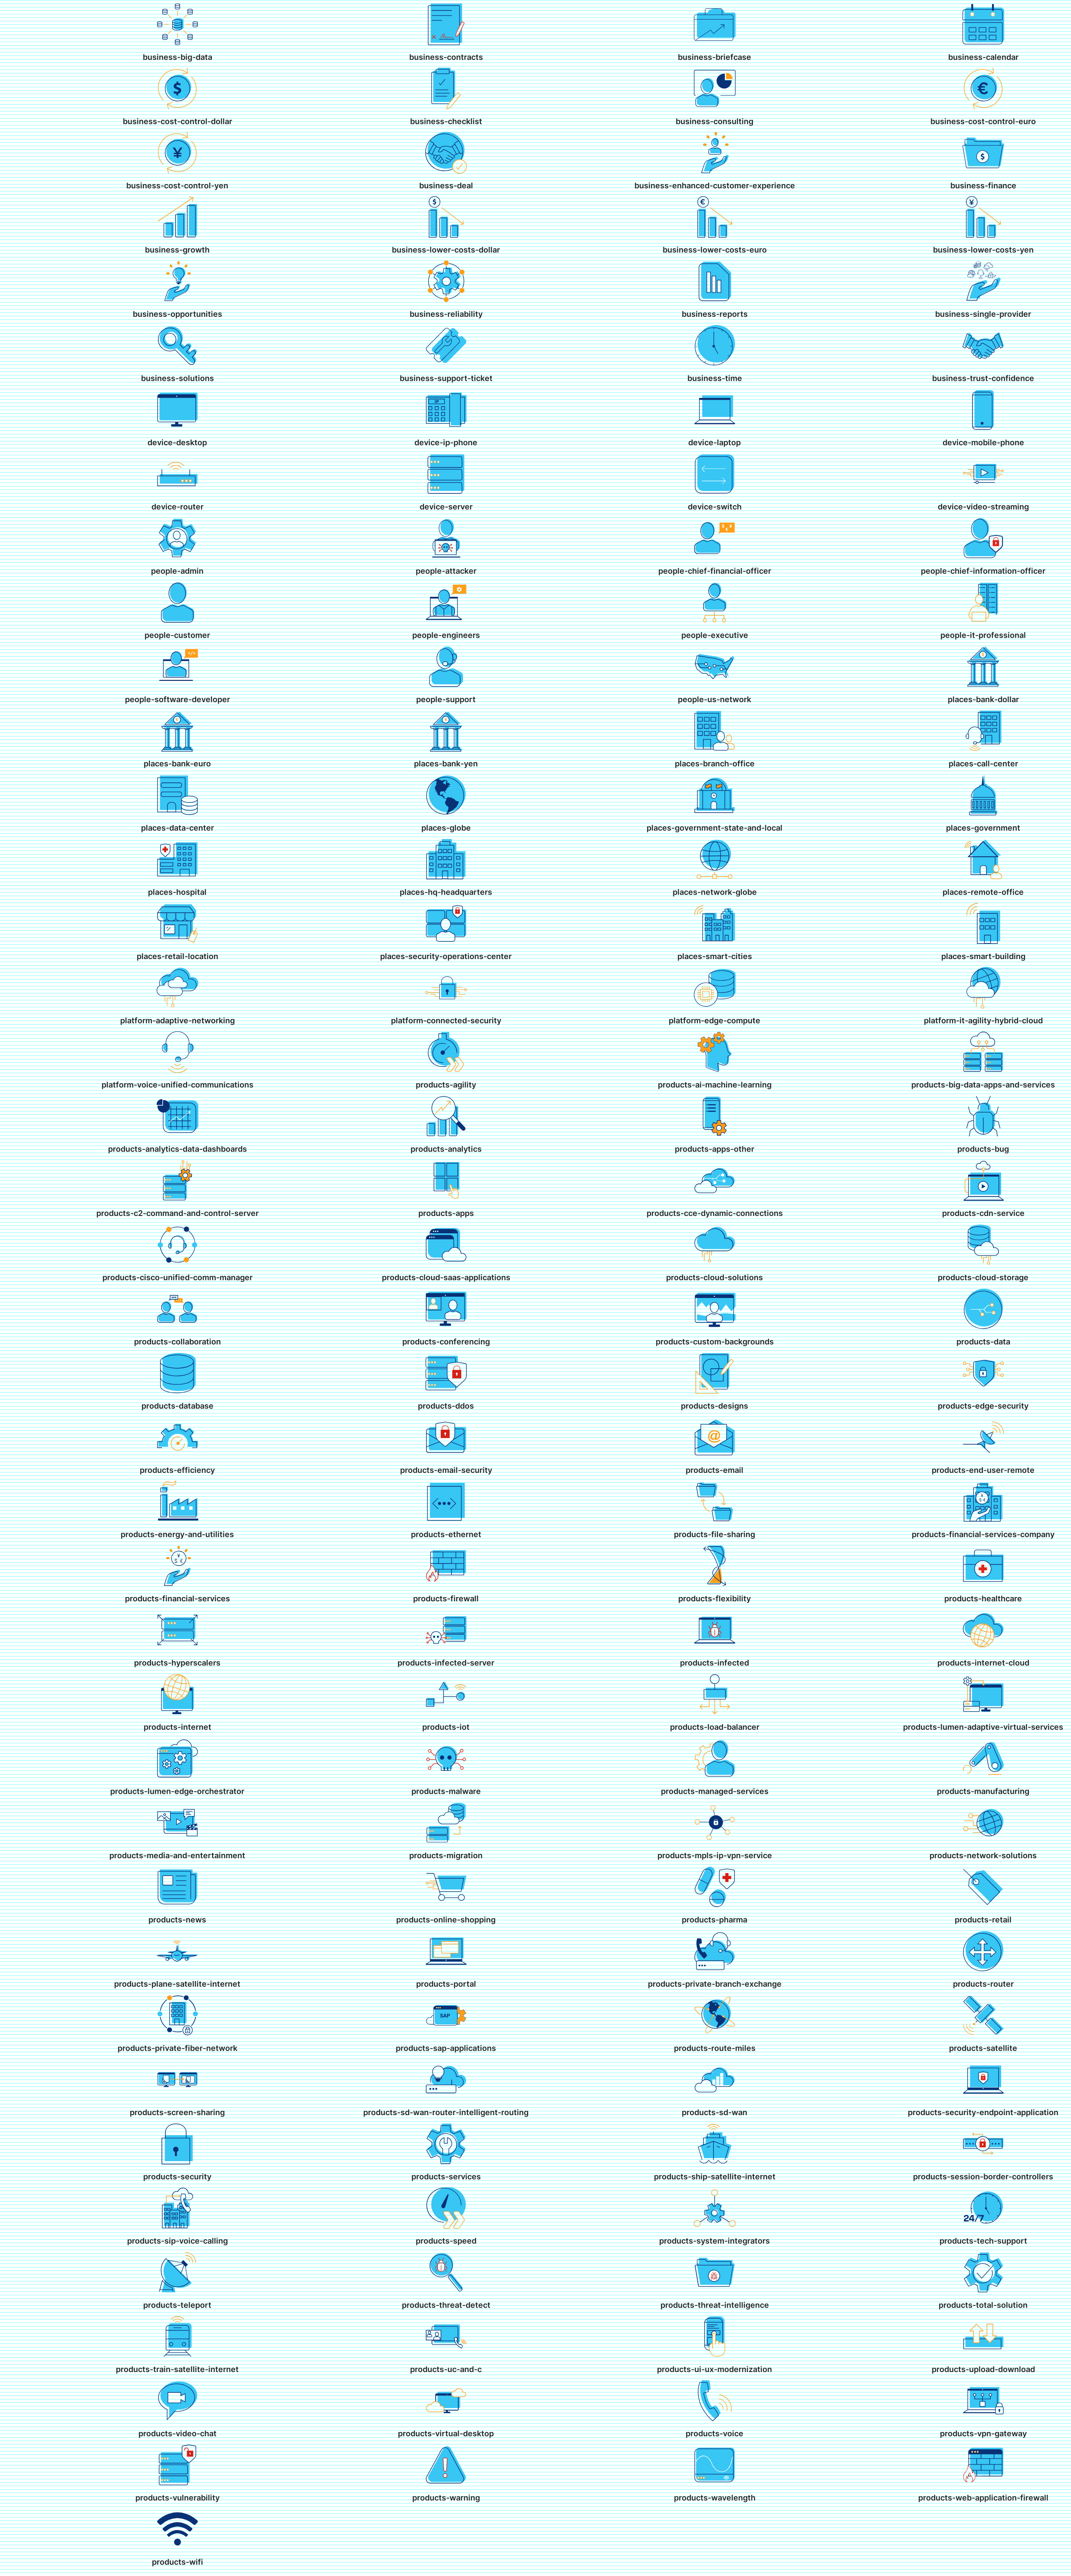 business-big-data business-contracts business-briefcase business-calendar
$ €
business-cost-control-dollar business-checklist business-consulting business-cost-control-euro
¥ $
business-cost-control-yen business-deal business-enhanced-customer-experience business-finance
$ € ¥
business-growth business-lower-costs-dollar business-lower-costs-euro business-lower-costs-yen
business-opportunities business-reliability business-reports business-single-provider
business-solutions business-support-ticket business-time business-trust-confidence
device-desktop device-ip-phone device-laptop device-mobile-phone
device-router device-server device-switch device-video-streaming
people-admin people-attacker people-chief-financial-officer people-chief-information-officer
people-customer people-engineers people-executive people-it-professional
</>
people-software-developer people-support people-us-network places-bank-dollar
places-bank-euro places-bank-yen places-branch-office places-call-center
places-data-center places-globe places-government-state-and-local places-government
places-hospital places-hq-headquarters places-network-globe places-remote-office
places-retail-location places-security-operations-center places-smart-cities places-smart-building
platform-adaptive-networking platform-connected-security platform-edge-compute platform-it-agility-hybrid-cloud
platform-voice-unified-communications products-agility products-ai-machine-learning products-big-data-apps-and-services
products-analytics-data-dashboards products-analytics products-apps-other products-bug
products-c2-command-and-control-server products-apps products-cce-dynamic-connections products-cdn-service
products-cisco-unified-comm-manager products-cloud-saas-applications products-cloud-solutions products-cloud-storage
products-collaboration products-conferencing products-custom-backgrounds products-data
products-database products-ddos products-designs products-edge-security
@
products-efficiency products-email-security products-email products-end-user-remote
products-energy-and-utilities products-ethernet products-file-sharing products-financial-services-company
products-financial-services products-firewall products-flexibility products-healthcare
products-hyperscalers products-infected-server products-infected products-internet-cloud
products-internet products-iot products-load-balancer products-lumen-adaptive-virtual-services
products-lumen-edge-orchestrator products-malware products-managed-services products-manufacturing
products-media-and-entertainment products-migration products-mpls-ip-vpn-service products-network-solutions
products-news products-online-shopping products-pharma products-retail
products-plane-satellite-internet products-portal products-private-branch-exchange products-router
SAP
products-private-fiber-network products-sap-applications products-route-miles products-satellite
products-screen-sharing products-sd-wan-router-intelligent-routing products-sd-wan products-security-endpoint-application
products-security products-services products-ship-satellite-internet products-session-border-controllers
24/7
products-sip-voice-calling products-speed products-system-integrators products-tech-support
products-teleport products-threat-detect products-threat-intelligence products-total-solution
products-train-satellite-internet products-uc-and-c products-ui-ux-modernization products-upload-download
products-video-chat products-virtual-desktop products-voice products-vpn-gateway
products-vulnerability products-warning products-wavelength products-web-application-firewall
products-wifi